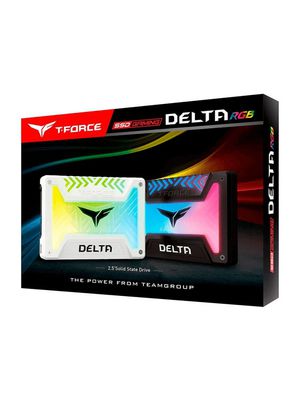 T-FORCE
SSD GAMING
DELTA RGB
DELTA
DELTA
2.5"Solid State Drive
THE POWER FROM TEAMGROUP